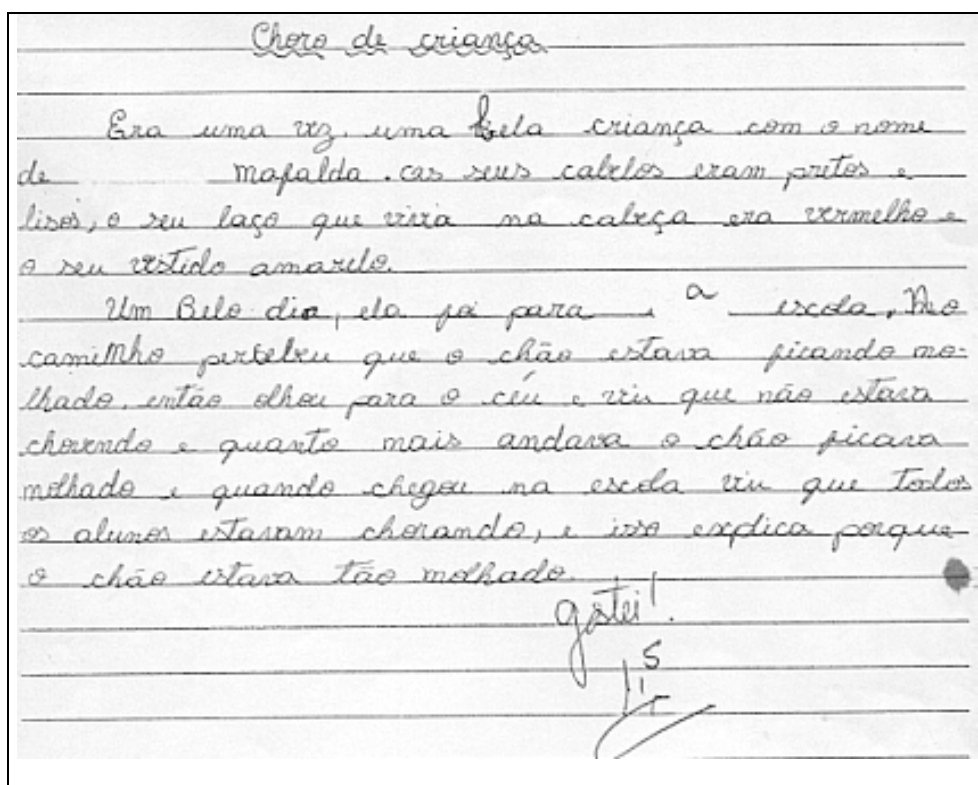 Choro de criança
Era uma vez, uma bela criança com o nome
de mafalda. cas seus cabelos eram pretos e
lisos, o seu laço que vivia na cabeça era vermelho e
o seu vestido amarelo.
Um Belo dia, ela foi para a escola, No
camiNho percebeu que o chão estava ficando mo-
lhado, então olhou para o céu e viu que não estava
chovendo e quanto mais andava o chão ficava
molhado e quando chegou na escola viu que todos
os alunos estavam chorando, e isso explica porque
o chão estava tão molhado.
gostei!